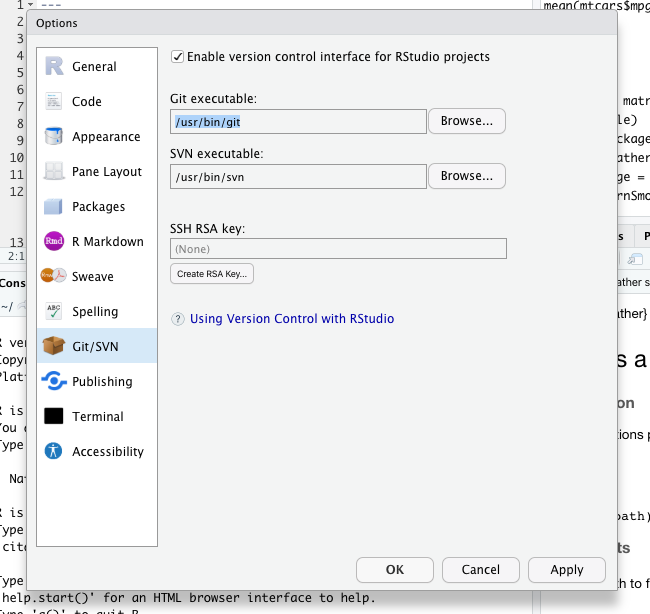 1
---
mean(mtcars$mpg
Options
2
3
4
5
6
7
8
9
10
11
12
13
2:1
General
Code
Appearance
Pane Layout
Packages
R Markdown
Sweave
Spelling
Git/SVN
Publishing
Terminal
Accessibility
Enable version control interface for RStudio projects
Git executable:
/usr/bin/git
Browse...
SVN executable:
/usr/bin/svn
Browse...
SSH RSA key:
(None)
Create RSA Key...
? Using Version Control with RStudio
OK
Cancel
Apply
matr
le)
ckage
ather
ge =
rnSmo
s
P
ather s
ather}
s a
on
tions p
path)
ts
th to f
Cons
~/
R ver
Copyr
Plat
R is
You c
Type
Na
R is
Type
cit
Type
help.start()' for an HTML browser interface to help.
Type 'q()' to quit R.